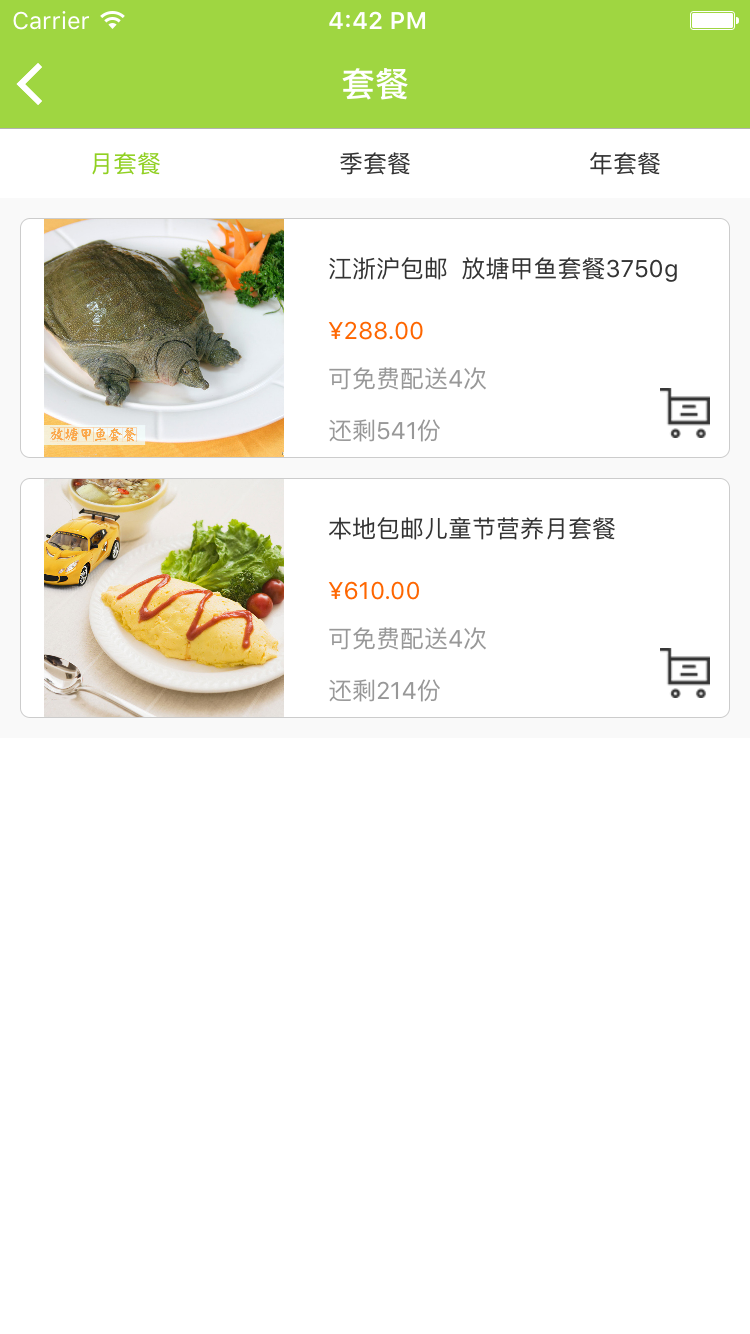 Carrier 4:42 PM
套餐
月套餐 季套餐 年套餐
江浙沪包邮 放塘甲鱼套餐3750g
¥288.00
可免费配送4次
还剩541份
放塘甲鱼套餐
本地包邮儿童节营养月套餐
¥610.00
可免费配送4次
还剩214份